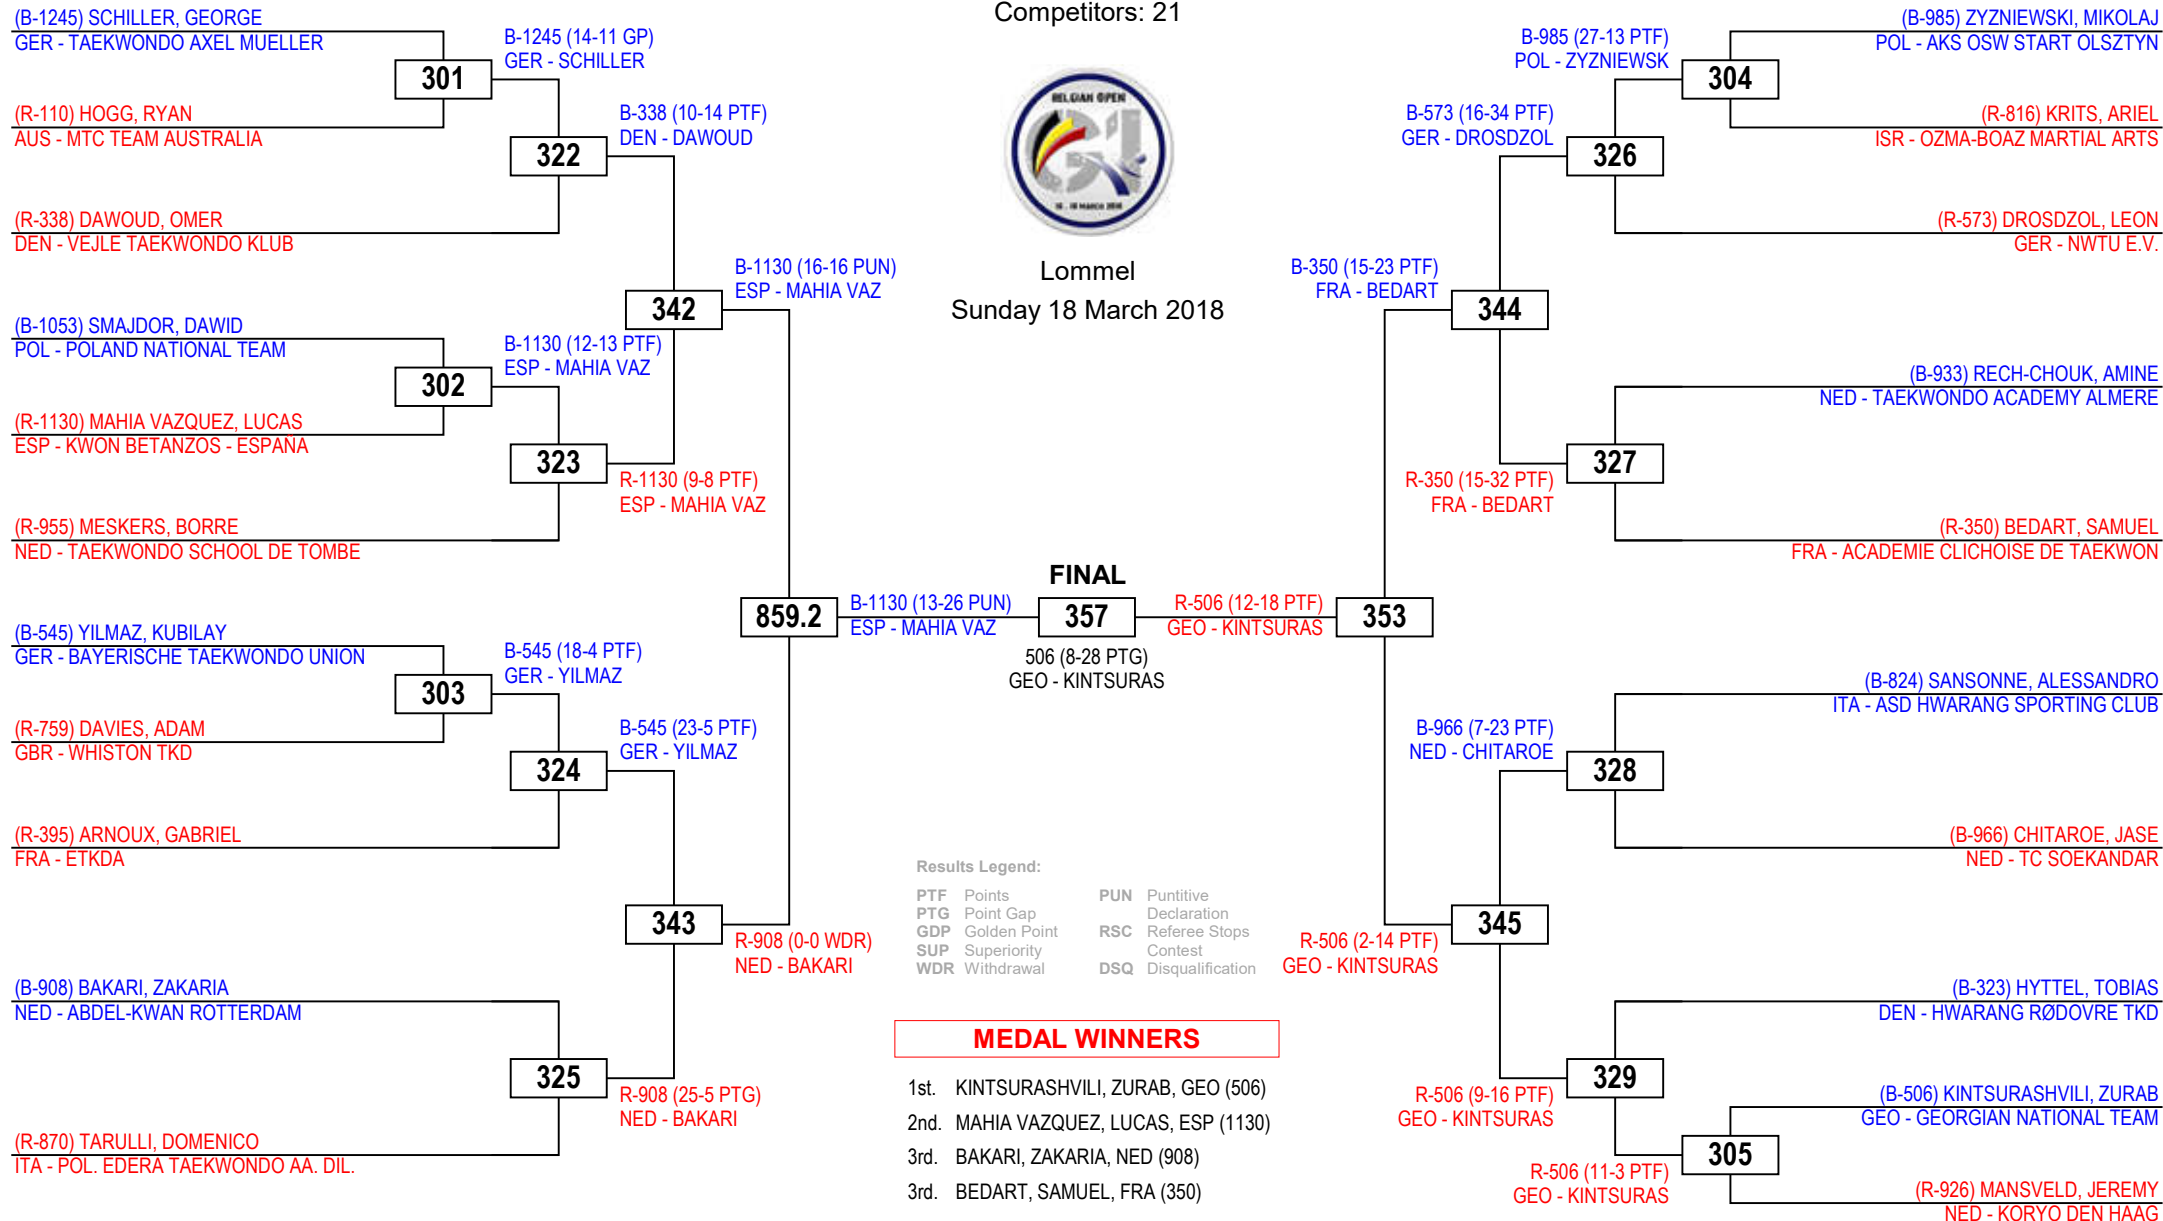 Competitors: 21
BELGIAN OPEN
G1
Lommel
Sunday 18 March 2018
(B-1245) SCHILLER, GEORGE
GER - TAEKWONDO AXEL MUELLER
301
(R-110) HOGG, RYAN
AUS - MTC TEAM AUSTRALIA
B-1245 (14-11 GP)
GER - SCHILLER
322
(R-338) DAWOUD, OMER
DEN - VEJLE TAEKWONDO KLUB
B-338 (10-14 PTF)
DEN - DAWOUD
342
(B-1053) SMAJDOR, DAWID
POL - POLAND NATIONAL TEAM
302
(R-1130) MAHIA VAZQUEZ, LUCAS
ESP - KWON BETANZOS - ESPAÑA
B-1130 (12-13 PTF)
ESP - MAHIA VAZ
323
(R-955) MESKERS, BORRE
NED - TAEKWONDO SCHOOL DE TOMBE
R-1130 (9-8 PTF)
ESP - MAHIA VAZ
B-1130 (16-16 PUN)
ESP - MAHIA VAZ
859.2
(B-545) YILMAZ, KUBILAY
GER - BAYERISCHE TAEKWONDO UNION
303
(R-759) DAVIES, ADAM
GBR - WHISTON TKD
B-545 (18-4 PTF)
GER - YILMAZ
324
(R-395) ARNOUX, GABRIEL
FRA - ETKDA
B-545 (23-5 PTF)
GER - YILMAZ
343
(B-908) BAKARI, ZAKARIA
NED - ABDEL-KWAN ROTTERDAM
325
(R-870) TARULLI, DOMENICO
ITA - POL. EDERA TAEKWONDO AA. DIL.
R-908 (25-5 PTG)
NED - BAKARI
R-908 (0-0 WDR)
NED - BAKARI
B-1130 (13-26 PUN)
ESP - MAHIA VAZ
FINAL
357
506 (8-28 PTG)
GEO - KINTSURAS
R-506 (12-18 PTF)
GEO - KINTSURAS
353
(B-985) ZYZNIEWSKI, MIKOLAJ
POL - AKS OSW START OLSZTYN
304
(R-816) KRITS, ARIEL
ISR - OZMA-BOAZ MARTIAL ARTS
B-985 (27-13 PTF)
POL - ZYZNIEWSK
326
(R-573) DROSDZOL, LEON
GER - NWTU E.V.
B-573 (16-34 PTF)
GER - DROSDZOL
344
(B-933) RECH-CHOUK, AMINE
NED - TAEKWONDO ACADEMY ALMERE
327
(R-350) BEDART, SAMUEL
FRA - ACADEMIE CLICHOISE DE TAEKWON
R-350 (15-32 PTF)
FRA - BEDART
B-350 (15-23 PTF)
FRA - BEDART
(B-824) SANSONNE, ALESSANDRO
ITA - ASD HWARANG SPORTING CLUB
328
(B-966) CHITAROE, JASE
NED - TC SOEKANDAR
B-966 (7-23 PTF)
NED - CHITAROE
345
(B-323) HYTTEL, TOBIAS
DEN - HWARANG RØDOVRE TKD
329
(B-506) KINTSURASHVILI, ZURAB
GEO - GEORGIAN NATIONAL TEAM
305
(R-926) MANSVELD, JEREMY
NED - KORYO DEN HAAG
R-506 (11-3 PTF)
GEO - KINTSURAS
R-506 (9-16 PTF)
GEO - KINTSURAS
R-506 (2-14 PTF)
GEO - KINTSURAS
Results Legend:
PTF Points
PTG Point Gap
GDP Golden Point
SUP Superiority
WDR Withdrawal
PUN Puntitive
Declaration
RSC Referee Stops
Contest
DSQ Disqualification
MEDAL WINNERS
1st. KINTSURASHVILI, ZURAB, GEO (506)
2nd. MAHIA VAZQUEZ, LUCAS, ESP (1130)
3rd. BAKARI, ZAKARIA, NED (908)
3rd. BEDART, SAMUEL, FRA (350)